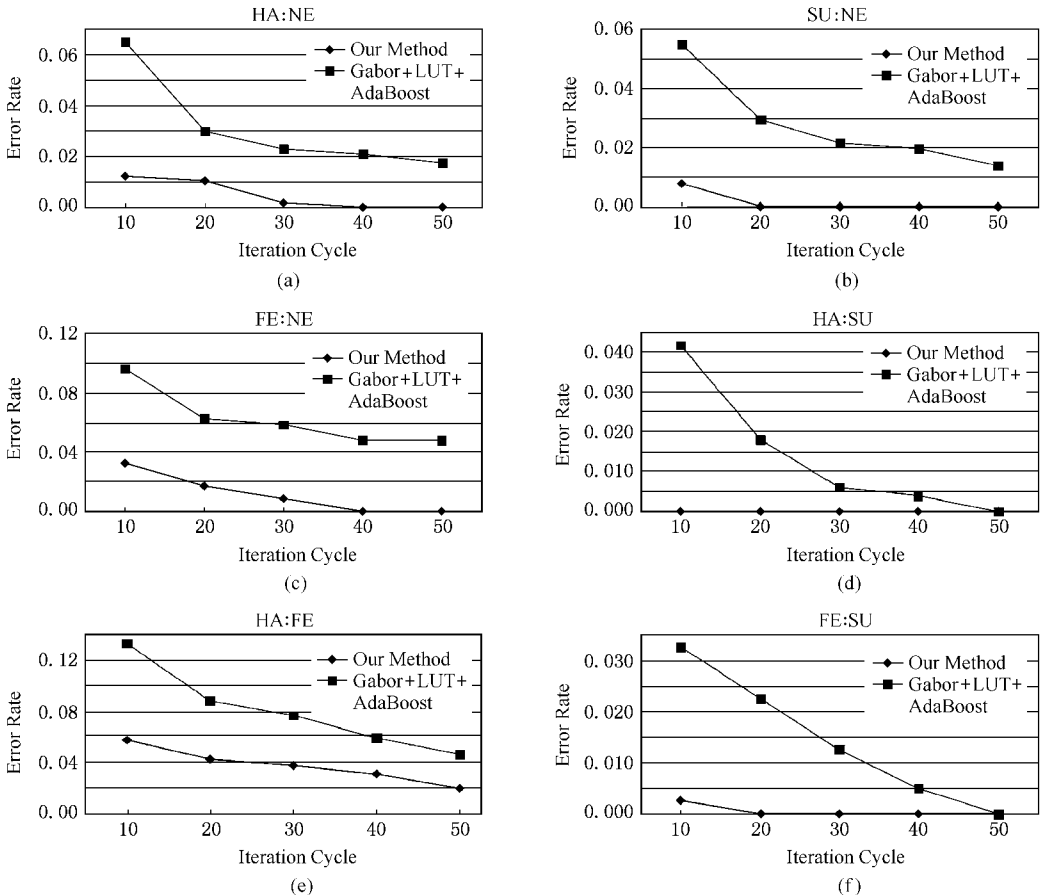 HA:NE
Error Rate
0.06
0.04
0.02
0.00
Our Method
Gabor+LUT+
AdaBoost
10 20 30 40 50
Iteration Cycle
(a)
SU:NE
Error Rate
0.06
0.04
0.02
0.00
Our Method
Gabor+LUT+
AdaBoost
10 20 30 40 50
Iteration Cycle
(b)
FE:NE
Error Rate
0.12
0.08
0.04
0.00
Our Method
Gabor+LUT+
AdaBoost
10 20 30 40 50
Iteration Cycle
(c)
HA:SU
Error Rate
0.040
0.030
0.020
0.010
0.000
Our Method
Gabor+LUT+
AdaBoost
10 20 30 40 50
Iteration Cycle
(d)
HA:FE
Error Rate
0.12
0.08
0.04
0.00
Our Method
Gabor+LUT+
AdaBoost
10 20 30 40 50
Iteration Cycle
(e)
FE:SU
Error Rate
0.030
0.020
0.010
0.000
Our Method
Gabor+LUT+
AdaBoost
10 20 30 40 50
Iteration Cycle
(f)